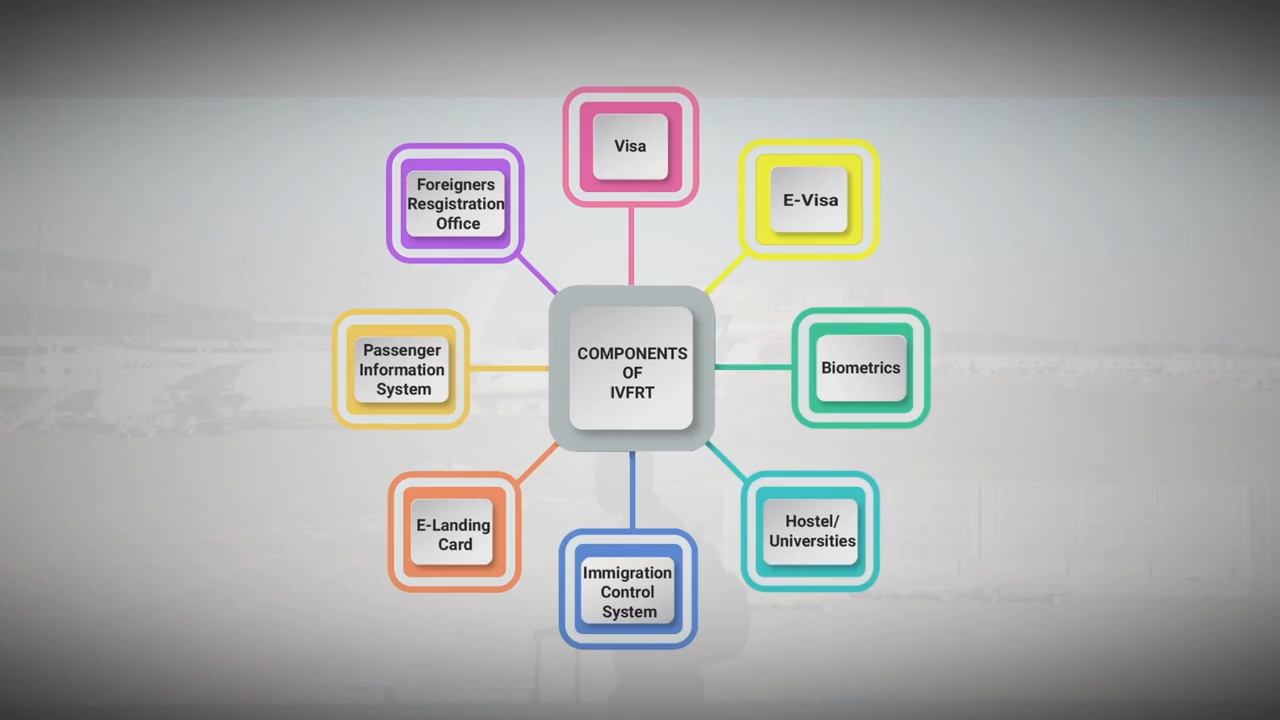 Visa
E-Visa
Foreigners
Resgistration
Office
COMPONENTS
OF
IVFRT
Passenger
Information
System
Biometrics
E-Landing
Card
Hostel/
Universities
Immigration
Control
System